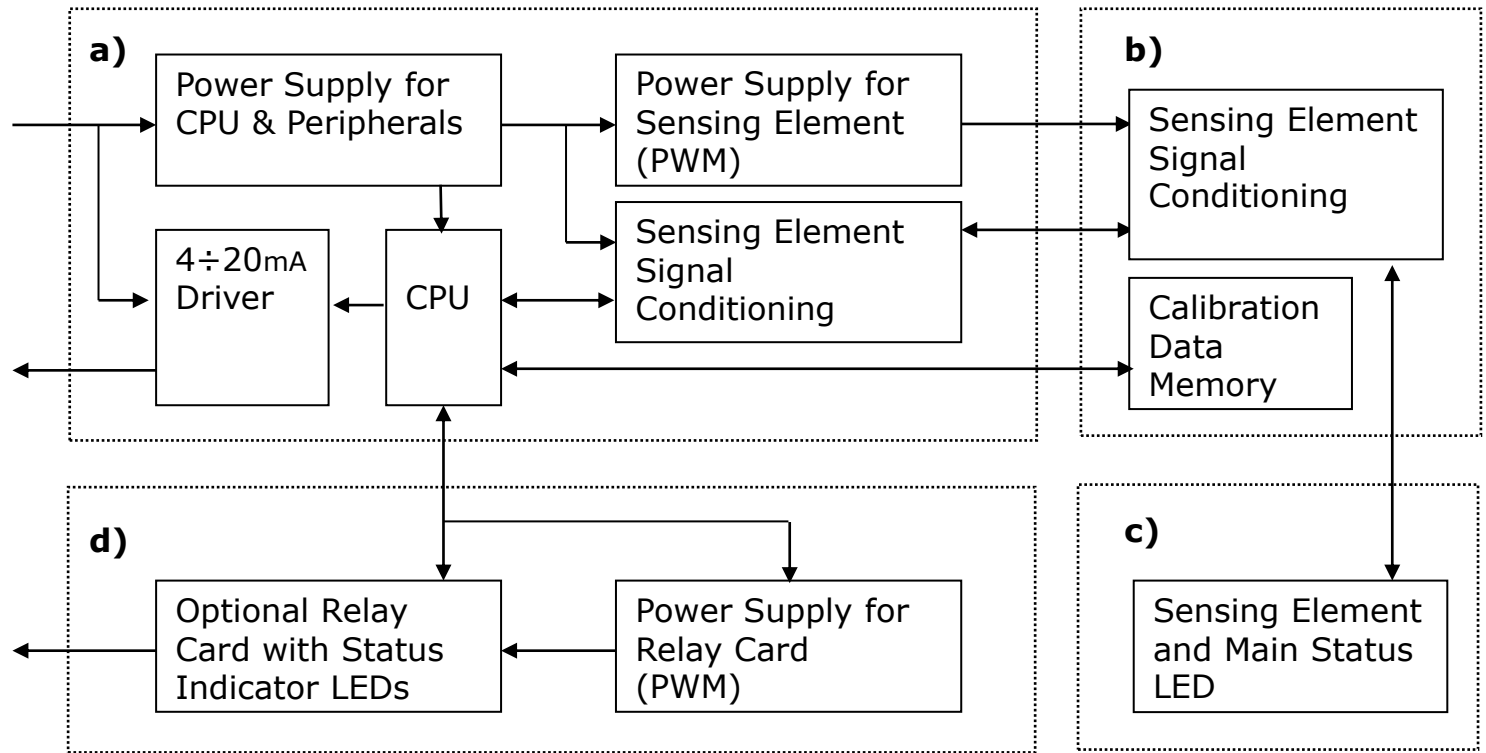 a)
Power Supply for
CPU & Peripherals
Power Supply for
Sensing Element
(PWM)
4÷20mA
Driver
CPU
Sensing Element
Signal
Conditioning
b)
Sensing Element
Signal
Conditioning
Calibration
Data
Memory
d)
Optional Relay
Card with Status
Indicator LEDs
Power Supply for
Relay Card
(PWM)
c)
Sensing Element
and Main Status
LED